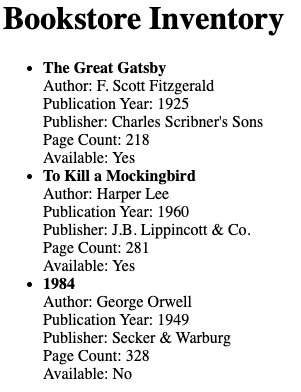 Bookstore Inventory
• The Great Gatsby
Author: F. Scott Fitzgerald
Publication Year: 1925
Publisher: Charles Scribner's Sons
Page Count: 218
Available: Yes
• To Kill a Mockingbird
Author: Harper Lee
Publication Year: 1960
Publisher: J.B. Lippincott & Co.
Page Count: 281
Available: Yes
• 1984
Author: George Orwell
Publication Year: 1949
Publisher: Secker & Warburg
Page Count: 328
Available: No